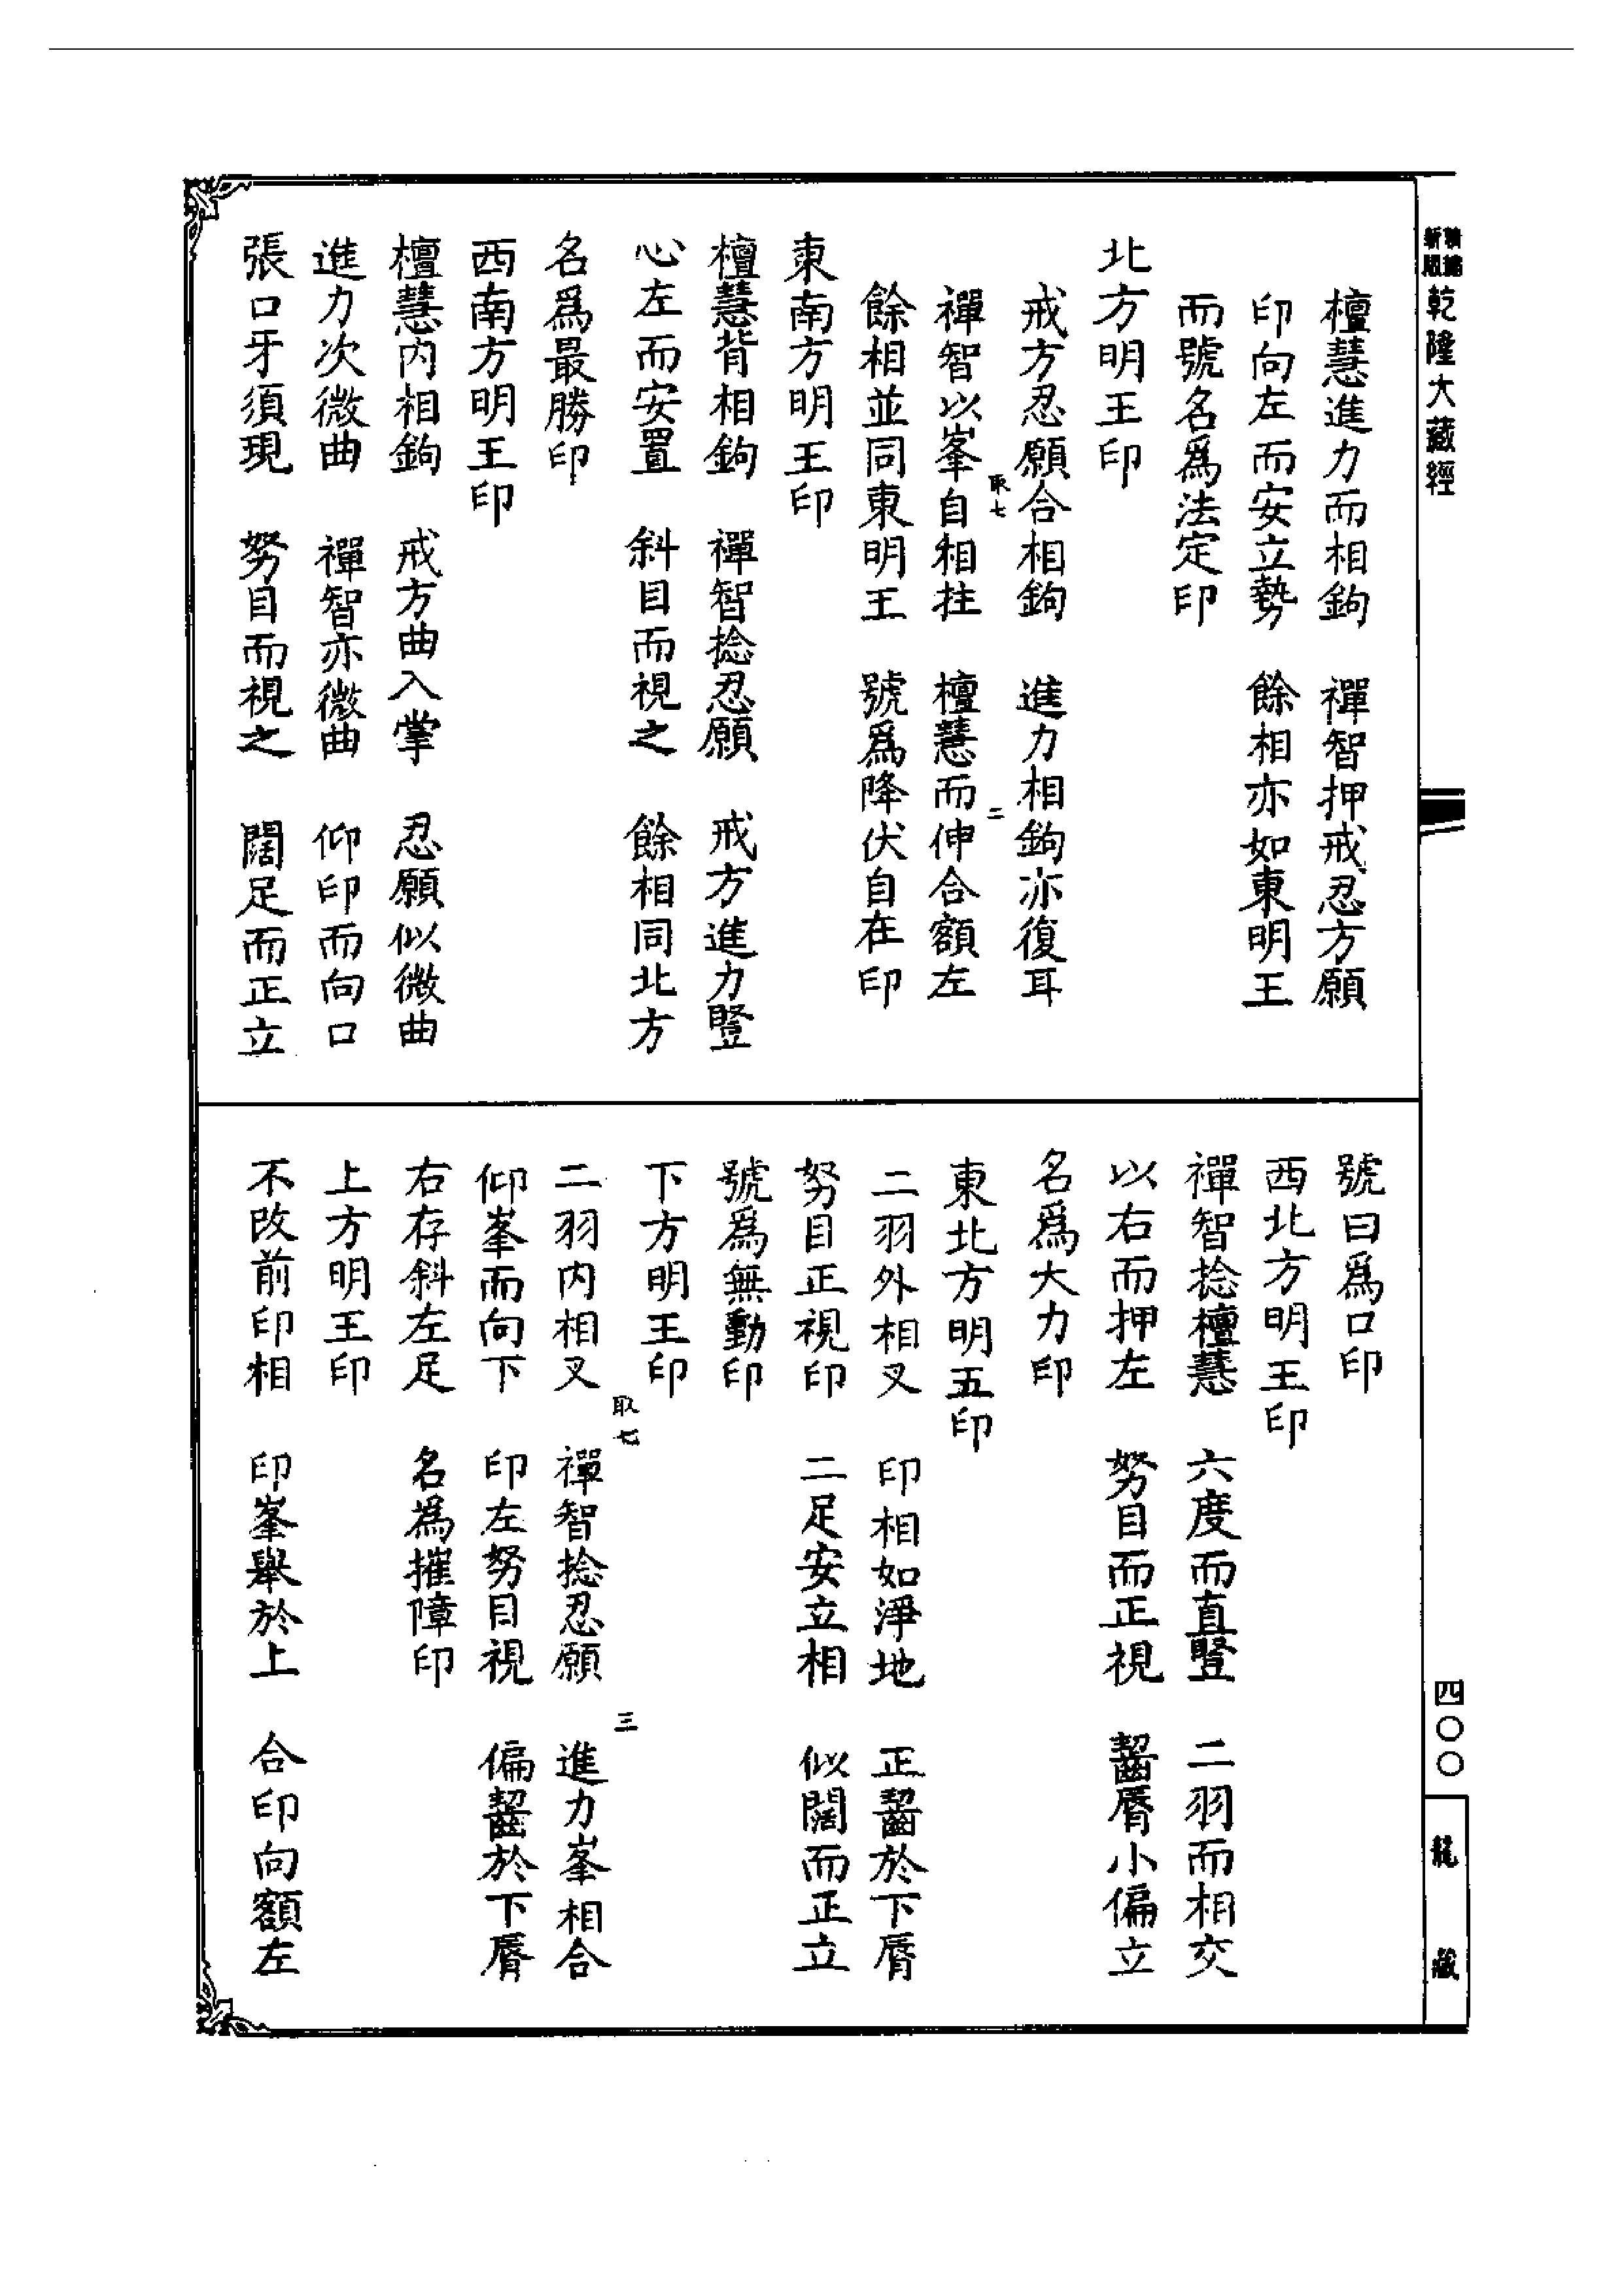 新版 乾隆大藏經
檀慧進力而相鉤　禪智押戒忍方願
印向左而安立勢　餘相亦如東明王
而號名爲法定印
北方明王印
戒方忍願合相鉤　進力相鉤亦復耳
取七　二
禪智以峯自相拄　檀慧而伸合額左
餘相並同東明王　號爲降伏自在印
東南方明王印
檀慧背相鉤　禪智捻忍願　戒方進力豎
心左而安置　斜目而視之　餘相同北方
名爲最勝印
西南方明王印
檀慧內相鉤　戒方曲入掌　忍願似微曲
進力次微曲　禪智亦微曲　仰印而向口
張口牙須現　努目而視之　闊足而正立
號曰爲口印
西北方明王印
禪智捻檀慧　六度而直豎　二羽而相交
以右而押左　努目而正視　齧脣小偏立
名爲大力印
東北方明五印
二羽外相叉　印相如淨地　正齧於下脣
努目正視印　二足安立相　似闊而正立
號爲無動印
下方明王印
取七　三
二羽內相叉　禪智捻忍願　進力峯相合
仰峯而向下　印左努目視　偏齧於下脣
右存斜左足　名爲摧障印
上方明王印
不改前印相　印峯舉於上　合印向額左
四〇〇
龍藏